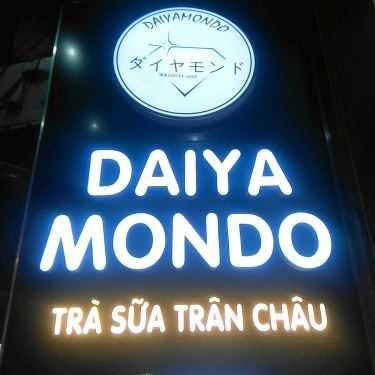 DAIYAMONDO
ダイヤモンド
DAIYA
MONDO
TRÀ SỮA TRÂN CHÂU